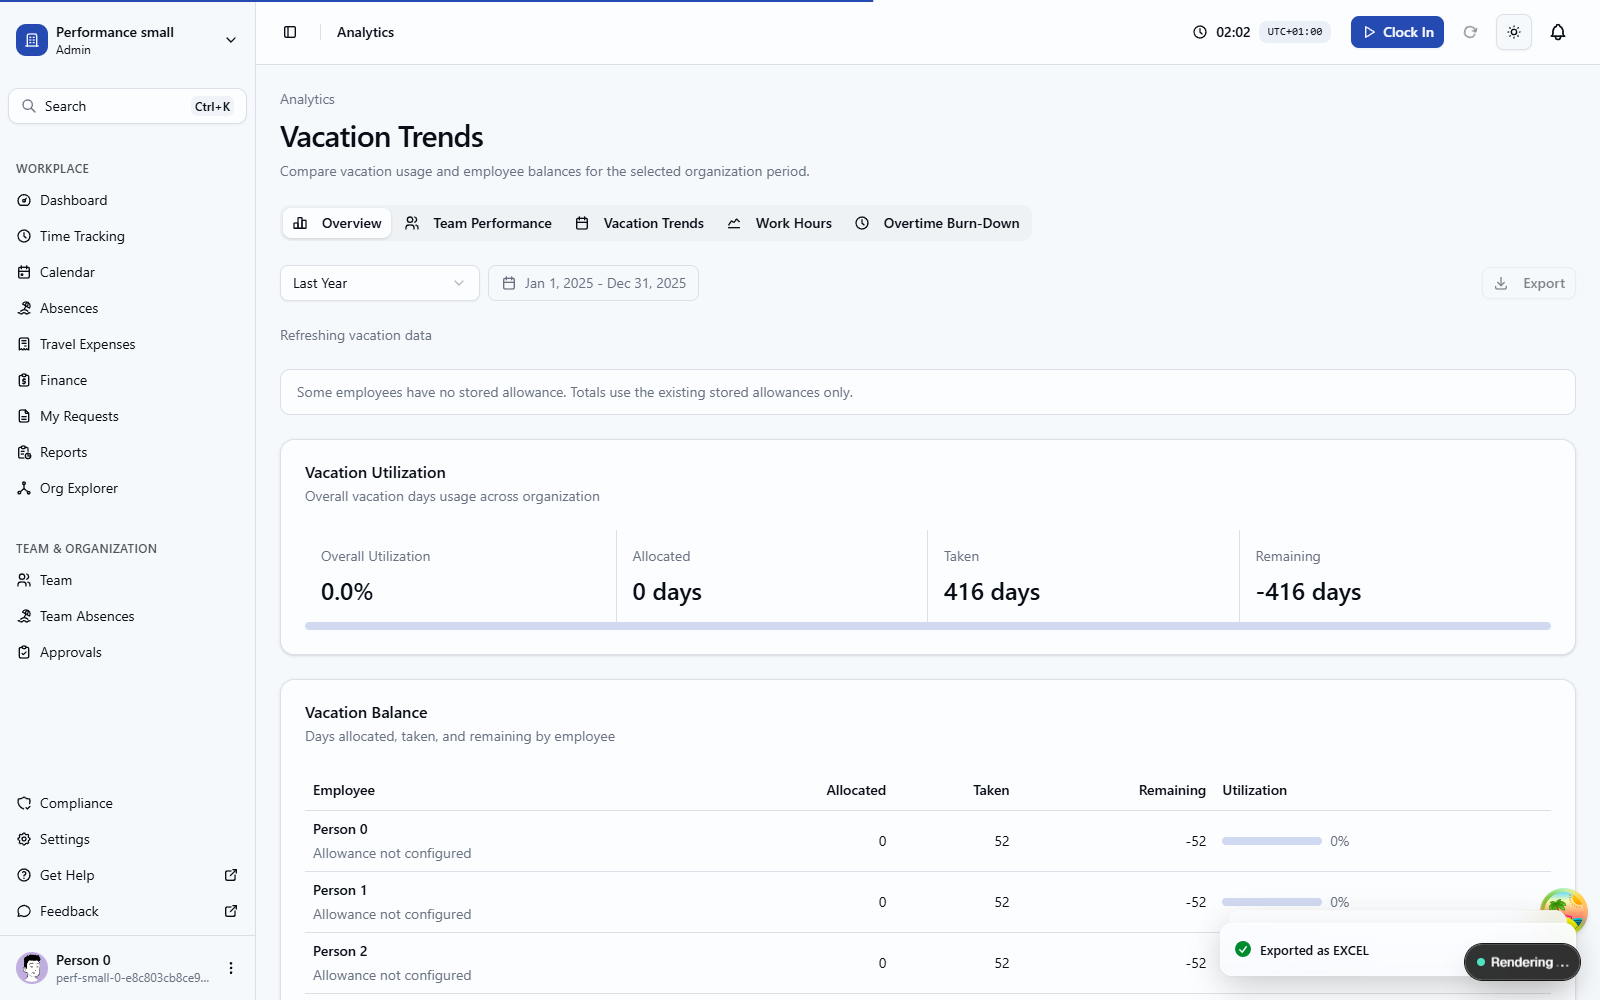 Performance small
Admin
Search Ctrl+K
WORKPLACE
Dashboard
Time Tracking
Calendar
Absences
Travel Expenses
Finance
My Requests
Reports
Org Explorer
TEAM & ORGANIZATION
Team
Team Absences
Approvals
Compliance
Settings
Get Help
Feedback
Person 0
perf-small-0-e8c803cb8ce9...
Analytics
02:02 UTC+01:00 Clock In
Analytics
Vacation Trends
Compare vacation usage and employee balances for the selected organization period.
Overview Team Performance Vacation Trends Work Hours Overtime Burn-Down
Last Year Jan 1, 2025 - Dec 31, 2025 Export
Refreshing vacation data
Some employees have no stored allowance. Totals use the existing stored allowances only.
Vacation Utilization
Overall vacation days usage across organization
Overall Utilization Allocated Taken Remaining
0.0% 0 days 416 days -416 days
Vacation Balance
Days allocated, taken, and remaining by employee
Employee Allocated Taken Remaining Utilization
Person 0
Allowance not configured
0 52 -52 0%
Person 1
Allowance not configured
0 52 -52 0%
Person 2
Allowance not configured
0 52 -52
Exported as EXCEL
Rendering ...